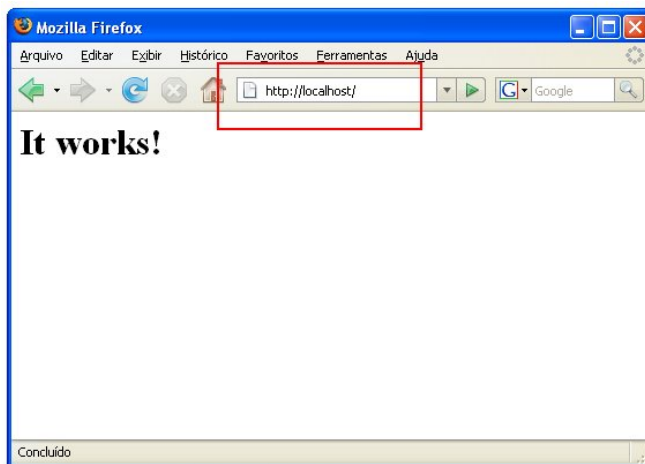 Mozilla Firefox
Arquivo Editar Exibir Histórico Favoritos Ferramentas Ajuda
http://localhost/ G Google
It works!
Concluído